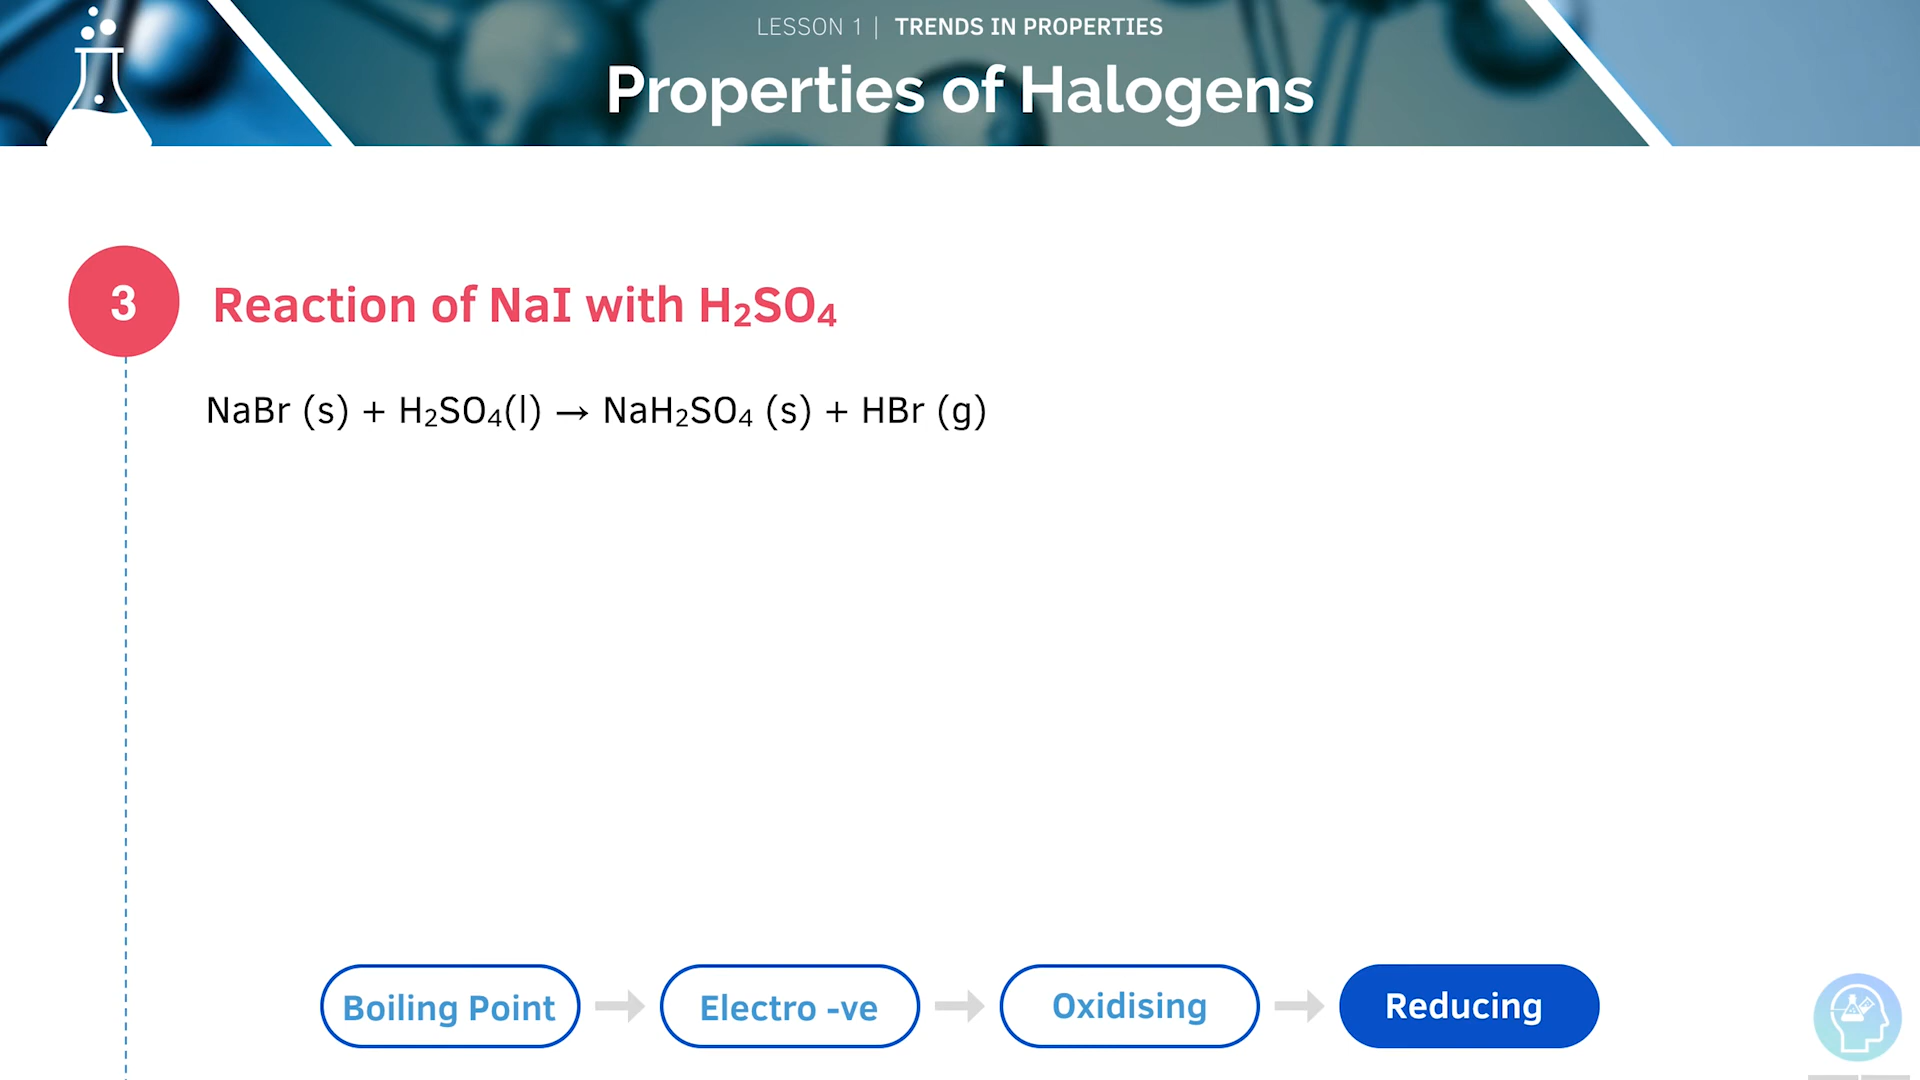 LESSON 1 | TRENDS IN PROPERTIES
Properties of Halogens
3
Reaction of NaI with H₂SO₄
NaBr (s) + H₂SO₄(l) → NaH₂SO₄ (s) + HBr (g)
Boiling Point
Electro -ve
Oxidising
Reducing